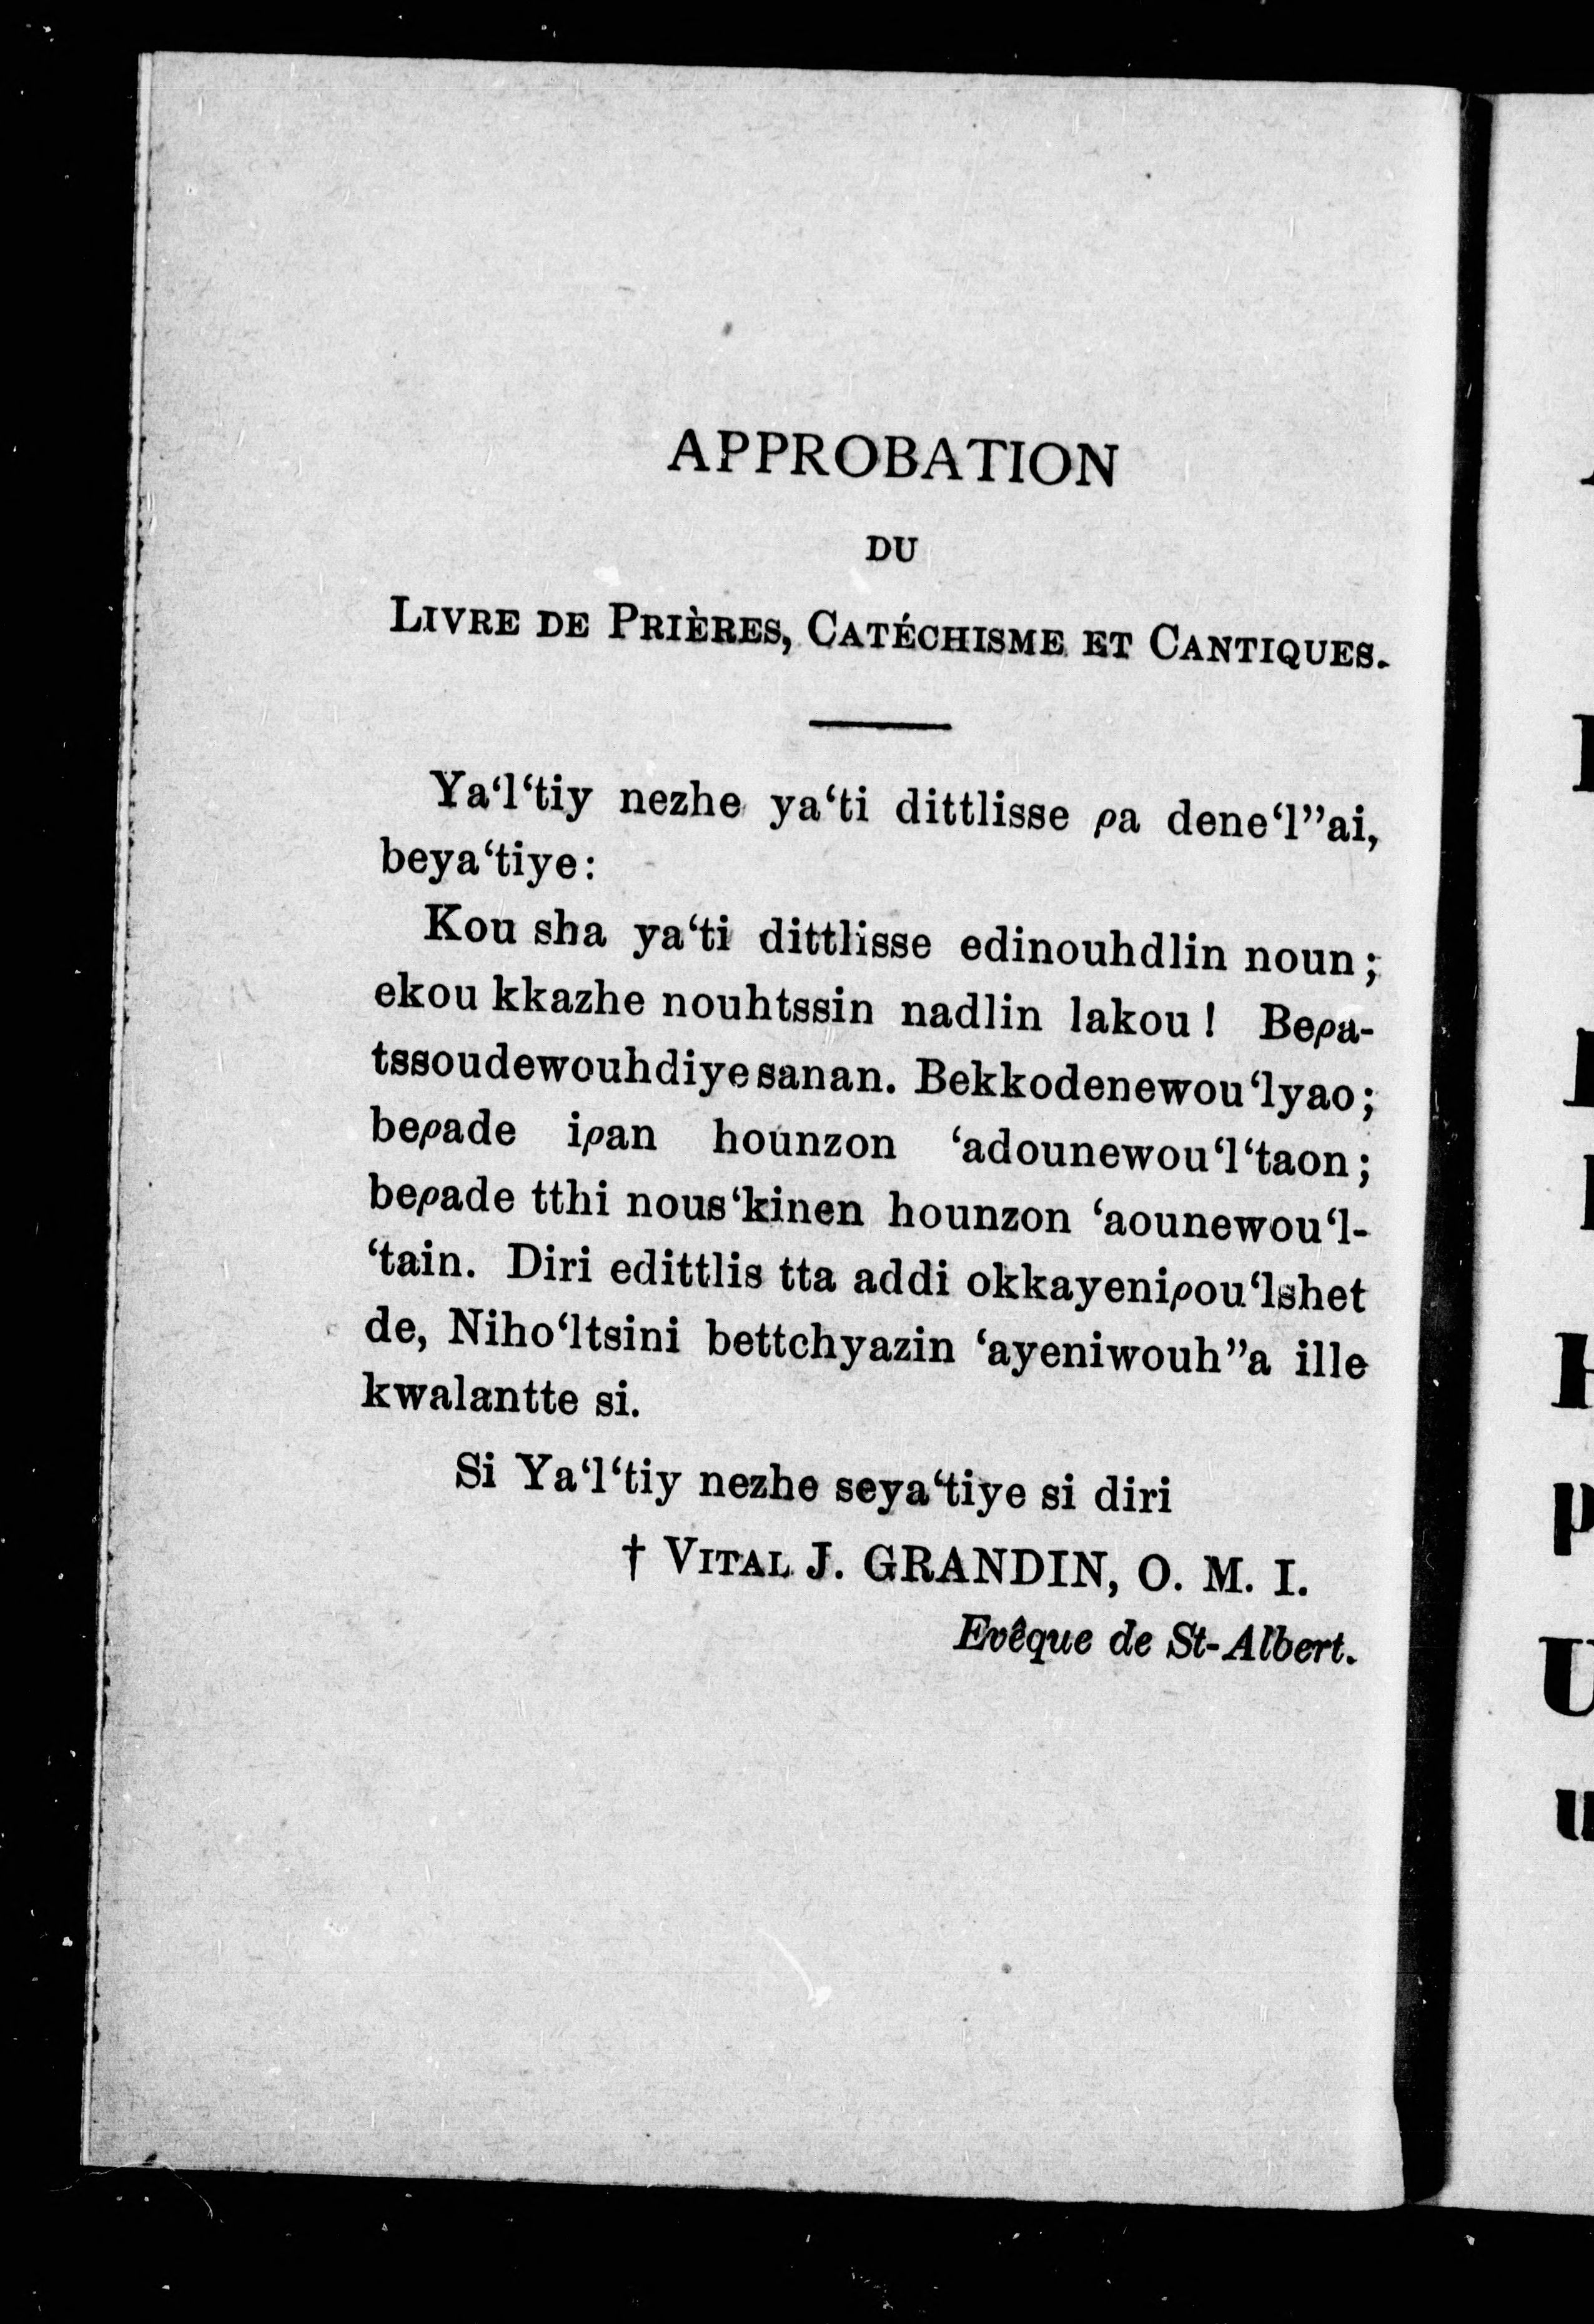 APPROBATION
DU
LIVRE DE PRIÈRES, CATÉCHISME ET CANTIQUES.
Ya‘l‘tiy nezhe ya‘ti dittlisse ρa dene‘l”ai,
beya‘tiye:
Kou sha ya‘ti dittlisse edinouhdlin noun;
ekou kkazhe nouhtssin nadlin lakou! Beρa-
tssoudewouhdiyesanan. Bekkodenewou‘lyao;
beρade iρan hounzon ‘adounewou‘l‘taon;
beρade tthi nous‘kinen hounzon ‘aounewou‘l-
‘tain. Diri edittlis tta addi okkayeniρou‘lshet
de, Niho‘ltsini bettchyazin ‘ayeniwouh”a ille
kwalantte si.
Si Ya‘l‘tiy nezhe seya‘tiye si diri
† VITAL J. GRANDIN, O. M. I.
Evêque de St-Albert.